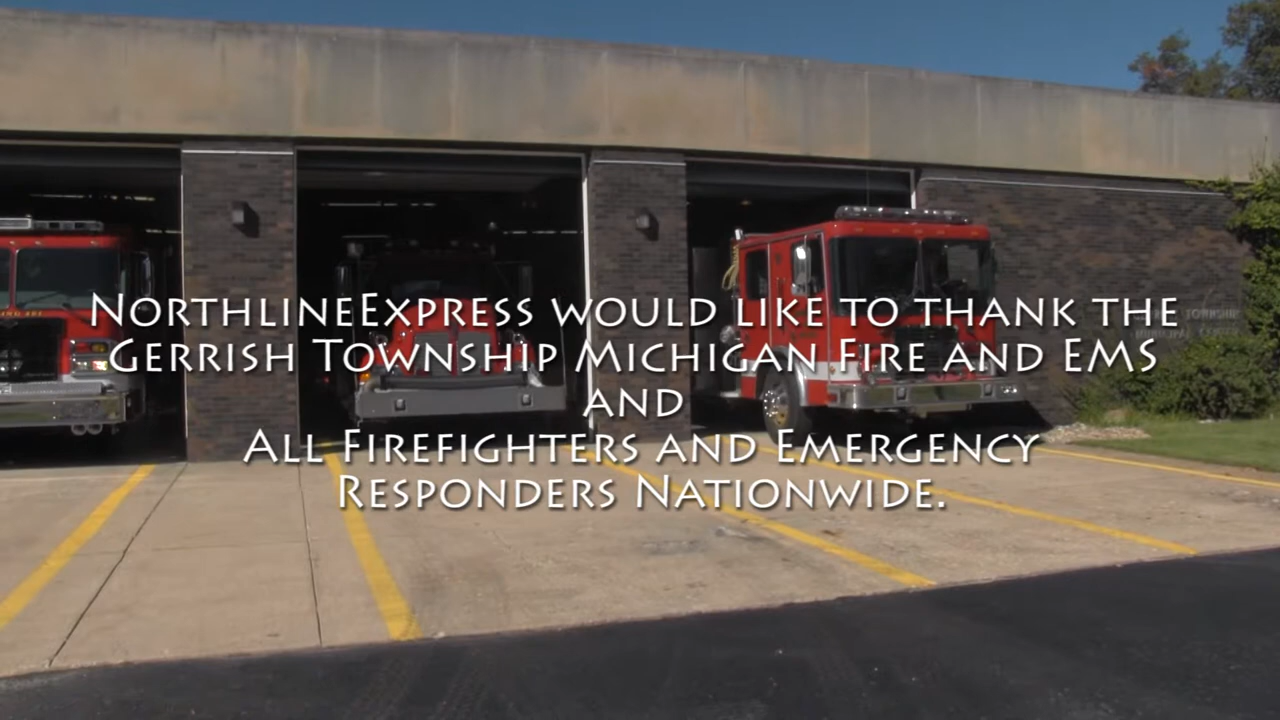 NorthlineExpress would like to thank the
Gerrish Township Michigan Fire and EMS
and
All Firefighters and Emergency
Responders Nationwide.
Township